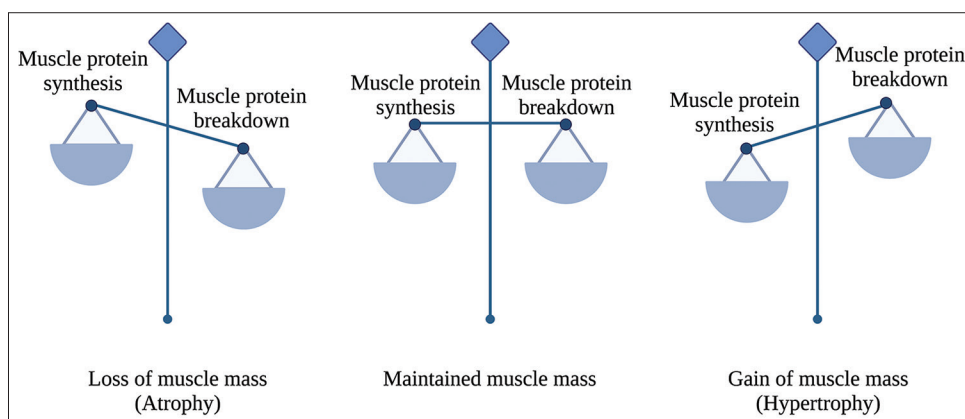 Muscle protein
synthesis
Muscle protein
breakdown
Loss of muscle mass
(Atrophy)
Muscle protein
synthesis
Muscle protein
breakdown
Maintained muscle mass
Muscle protein
synthesis
Muscle protein
breakdown
Gain of muscle mass
(Hypertrophy)